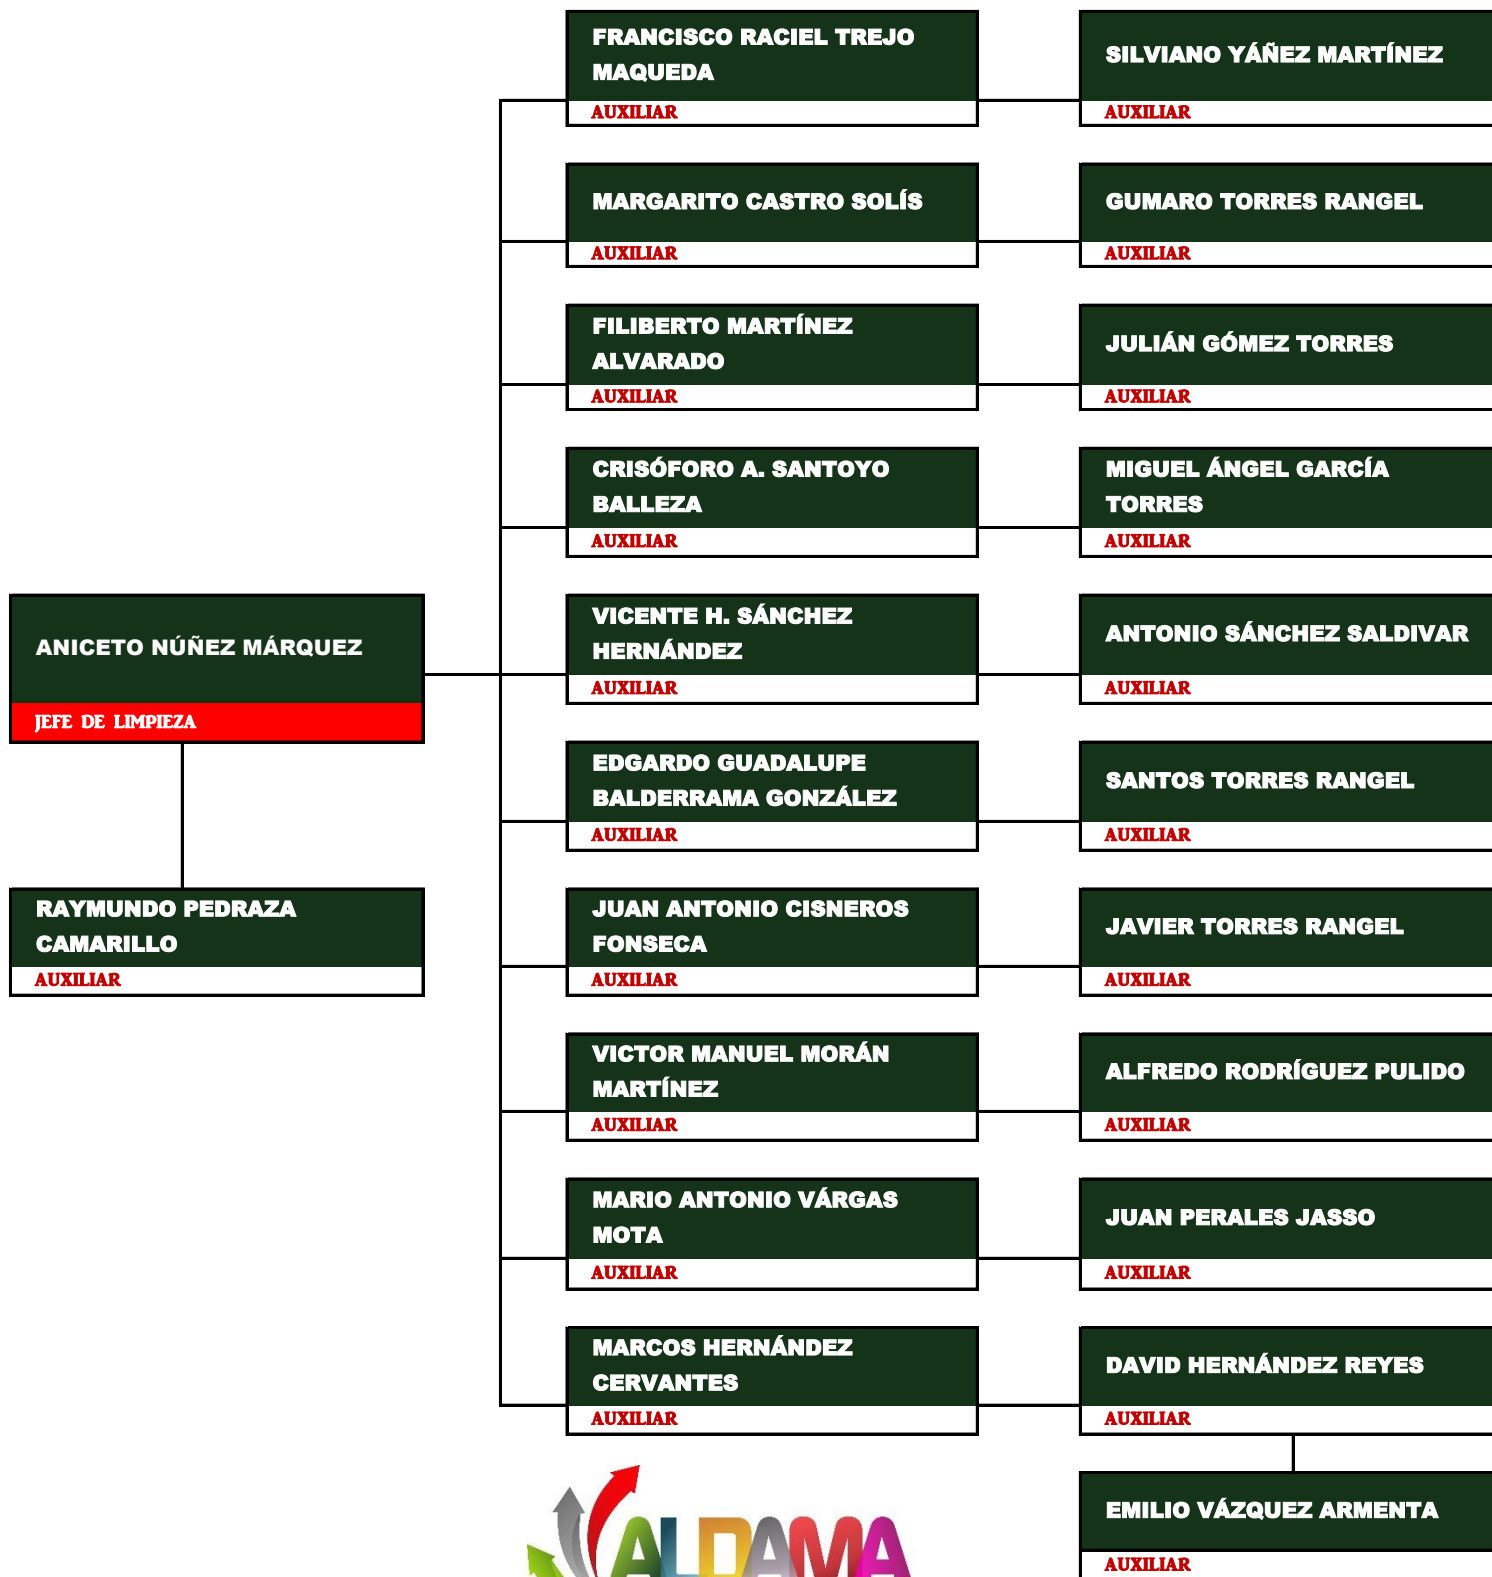 FRANCISCO RACIEL TREJO
MAQUEDA
AUXILIAR
SILVIANO YÁÑEZ MARTÍNEZ
AUXILIAR
MARGARITO CASTRO SOLÍS
AUXILIAR
GUMARO TORRES RANGEL
AUXILIAR
FILIBERTO MARTÍNEZ
ALVARADO
AUXILIAR
JULIÁN GÓMEZ TORRES
AUXILIAR
CRISÓFORO A. SANTOYO
BALLEZA
AUXILIAR
MIGUEL ÁNGEL GARCÍA
TORRES
AUXILIAR
ANICETO NÚÑEZ MÁRQUEZ
JEFE DE LIMPIEZA
VICENTE H. SÁNCHEZ
HERNÁNDEZ
AUXILIAR
ANTONIO SÁNCHEZ SALDIVAR
AUXILIAR
EDGARDO GUADALUPE
BALDERRAMA GONZÁLEZ
AUXILIAR
SANTOS TORRES RANGEL
AUXILIAR
RAYMUNDO PEDRAZA
CAMARILLO
AUXILIAR
JUAN ANTONIO CISNEROS
FONSECA
AUXILIAR
JAVIER TORRES RANGEL
AUXILIAR
VICTOR MANUEL MORÁN
MARTÍNEZ
AUXILIAR
ALFREDO RODRÍGUEZ PULIDO
AUXILIAR
MARIO ANTONIO VÁRGAS
MOTA
AUXILIAR
JUAN PERALES JASSO
AUXILIAR
MARCOS HERNÁNDEZ
CERVANTES
AUXILIAR
DAVID HERNÁNDEZ REYES
AUXILIAR
EMILIO VÁZQUEZ ARMENTA
AUXILIAR
ALDAMA